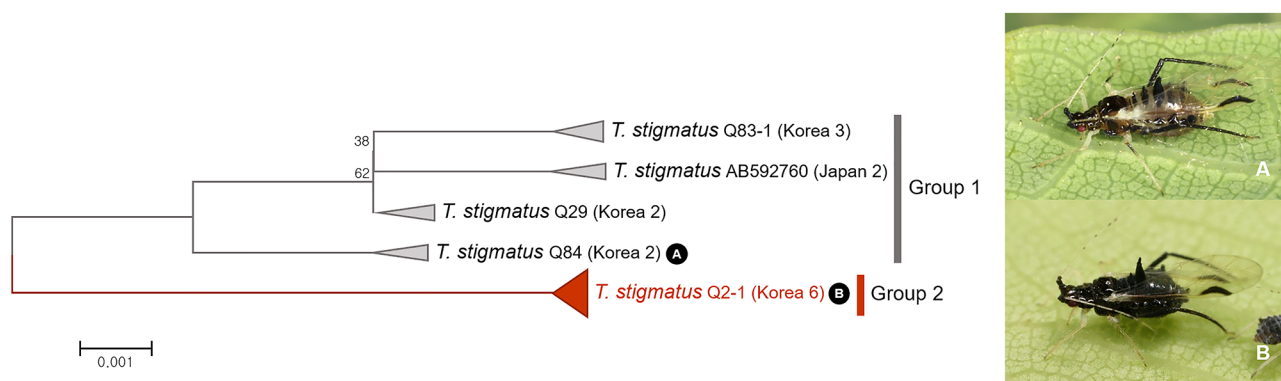 38
T. stigmatus Q83-1 (Korea 3)
62
T. stigmatus AB592760 (Japan 2)
Group 1
T. stigmatus Q29 (Korea 2)
T. stigmatus Q84 (Korea 2) A
T. stigmatus Q2-1 (Korea 6) B
Group 2
0.001
A
B